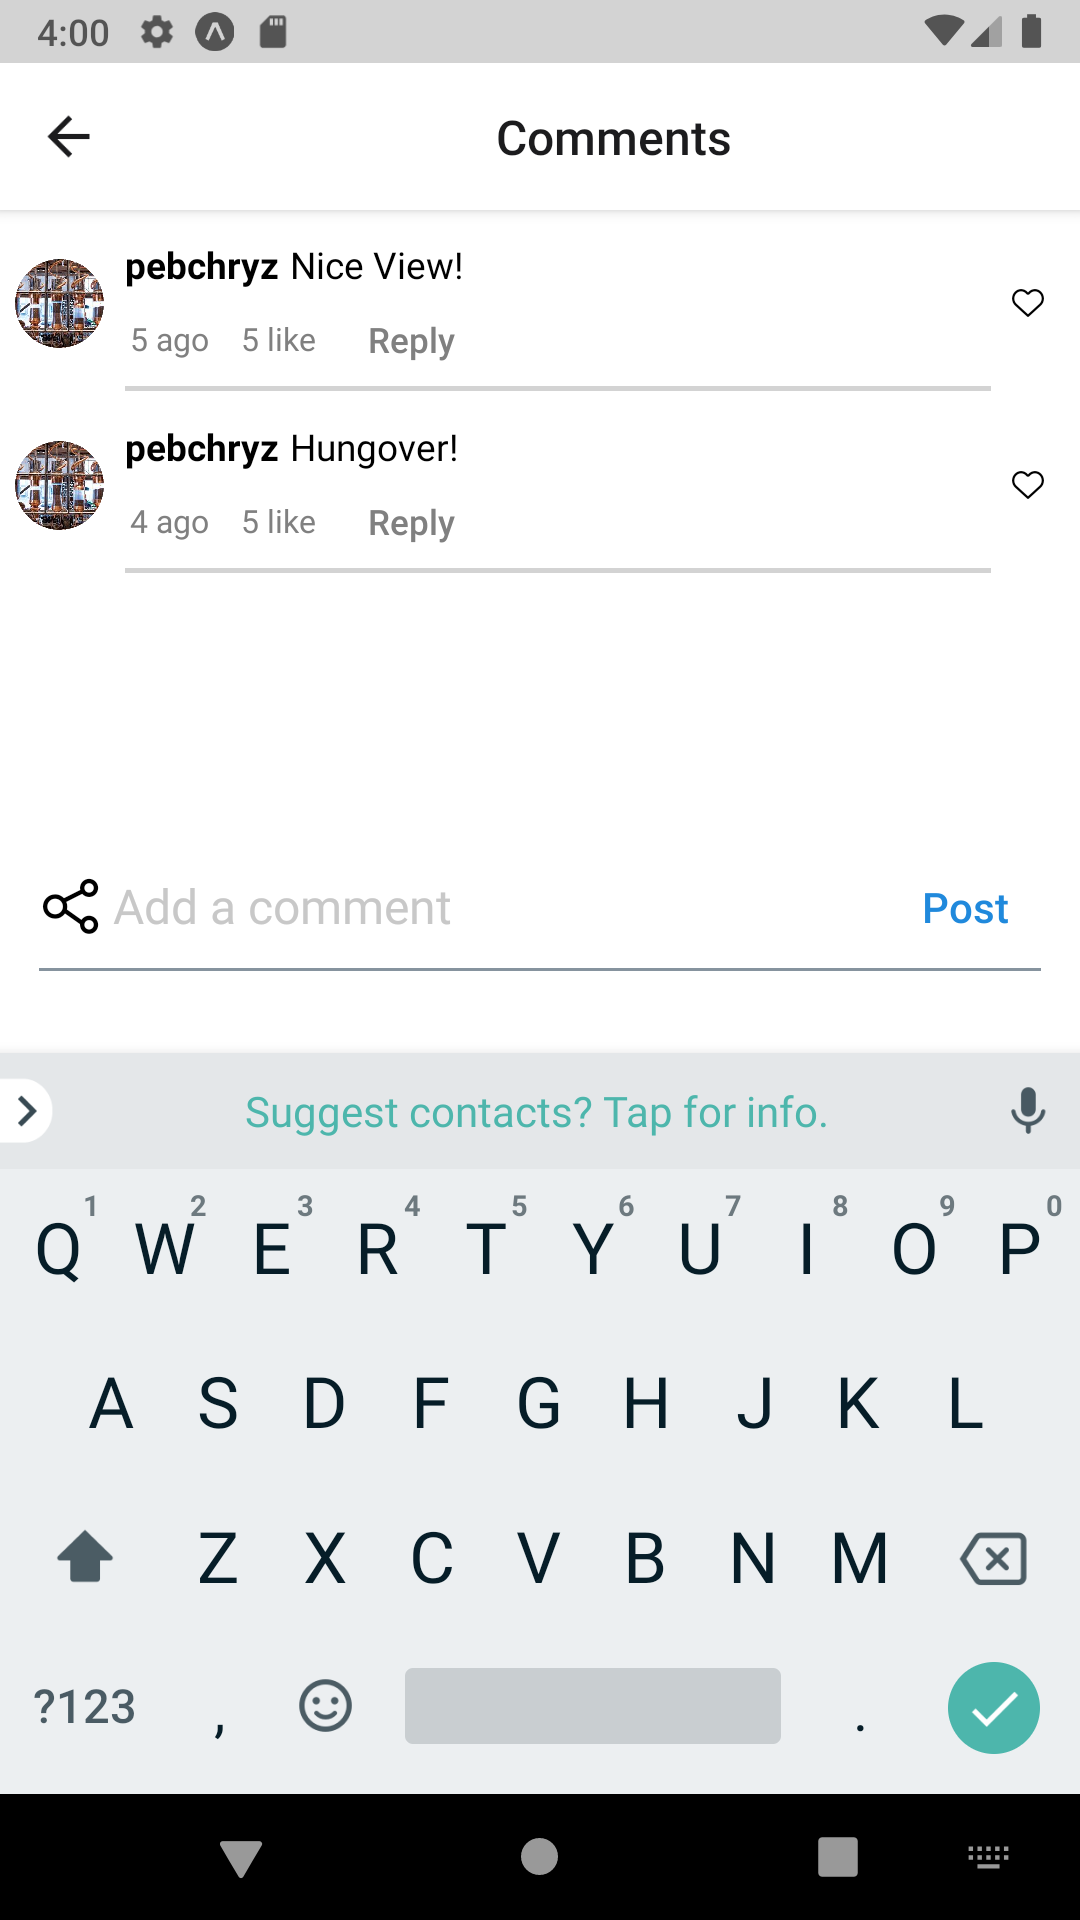 4:00
Comments
pebchryz Nice View!
5 ago 5 like Reply
pebchryz Hungover!
4 ago 5 like Reply
Add a comment Post
Suggest contacts? Tap for info.
1 2 3 4 5 6 7 8 9 0
Q W E R T Y U I O P
A S D F G H J K L
Z X C V B N M
?123 , .